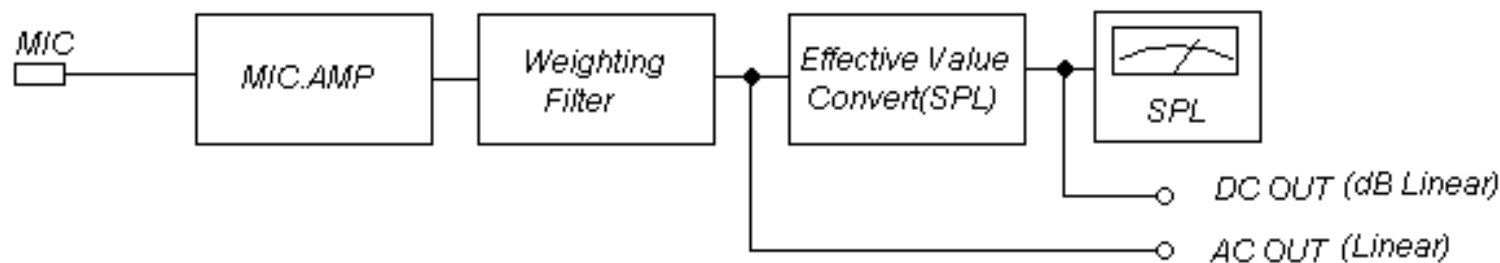 MIC
MIC.AMP
Weighting
Filter
Effective Value
Convert(SPL)
SPL
DC OUT (dB Linear)
AC OUT (Linear)